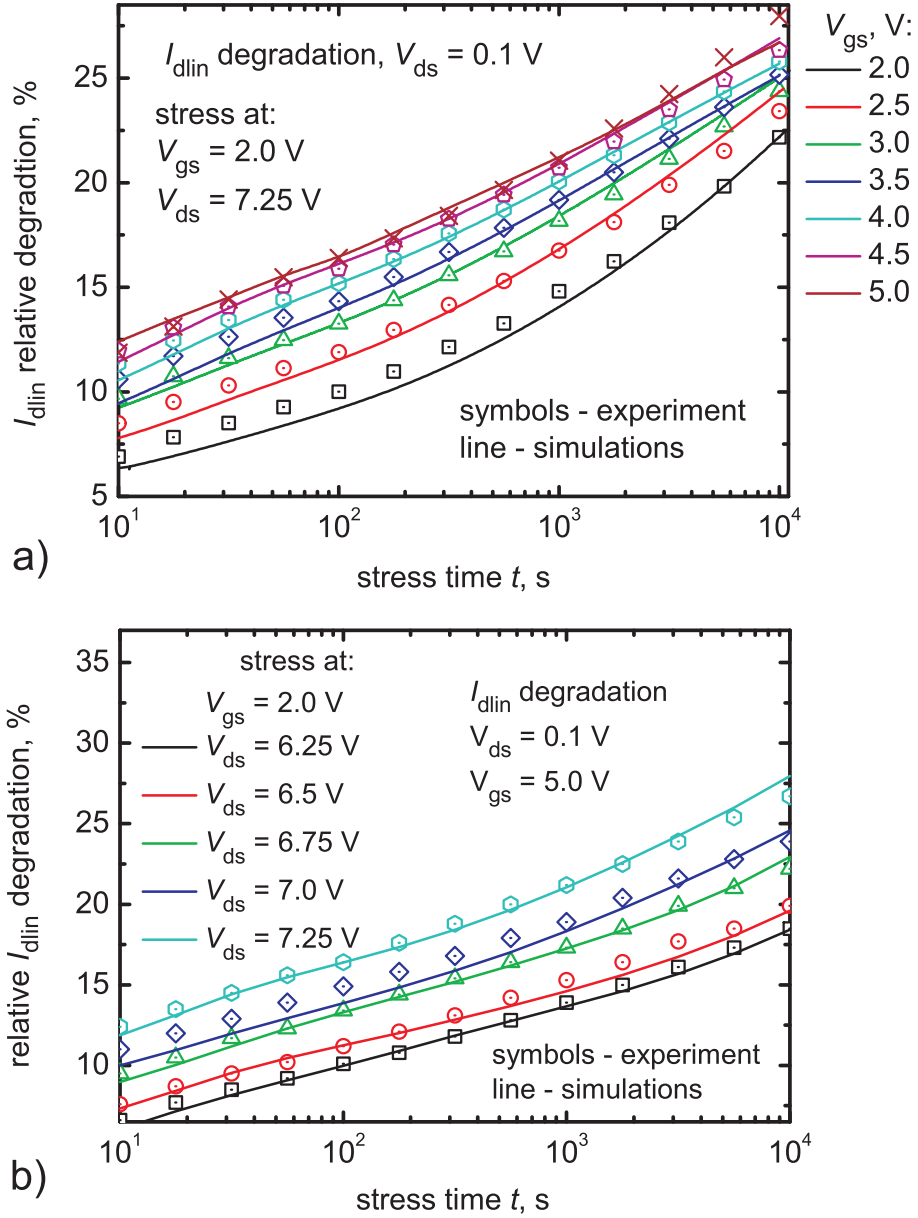 I_dlin degradation, V_ds = 0.1 V
stress at:
V_gs = 2.0 V
V_ds = 7.25 V
symbols - experiment
line - simulations
I_dlin relative degradtion, %
25
20
15
10
5
10^1
10^2
10^3
10^4
stress time t, s
a)
V_gs, V:
2.0
2.5
3.0
3.5
4.0
4.5
5.0
stress at:
V_gs = 2.0 V
V_ds = 6.25 V
V_ds = 6.5 V
V_ds = 6.75 V
V_ds = 7.0 V
V_ds = 7.25 V
I_dlin degradation
V_ds = 0.1 V
V_gs = 5.0 V
symbols - experiment
line - simulations
relative I_dlin degradation, %
35
30
25
20
15
10
10^1
10^2
10^3
10^4
stress time t, s
b)